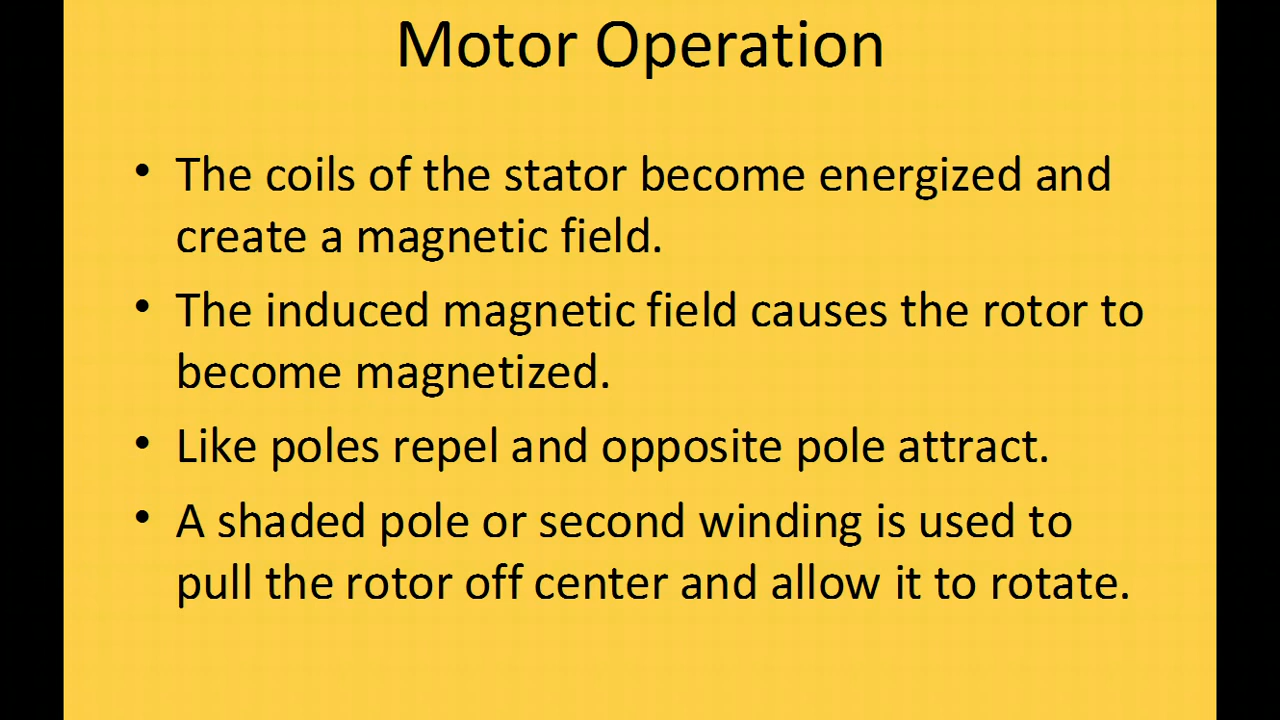 Motor Operation
• The coils of the stator become energized and
create a magnetic field.
• The induced magnetic field causes the rotor to
become magnetized.
• Like poles repel and opposite pole attract.
• A shaded pole or second winding is used to
pull the rotor off center and allow it to rotate.